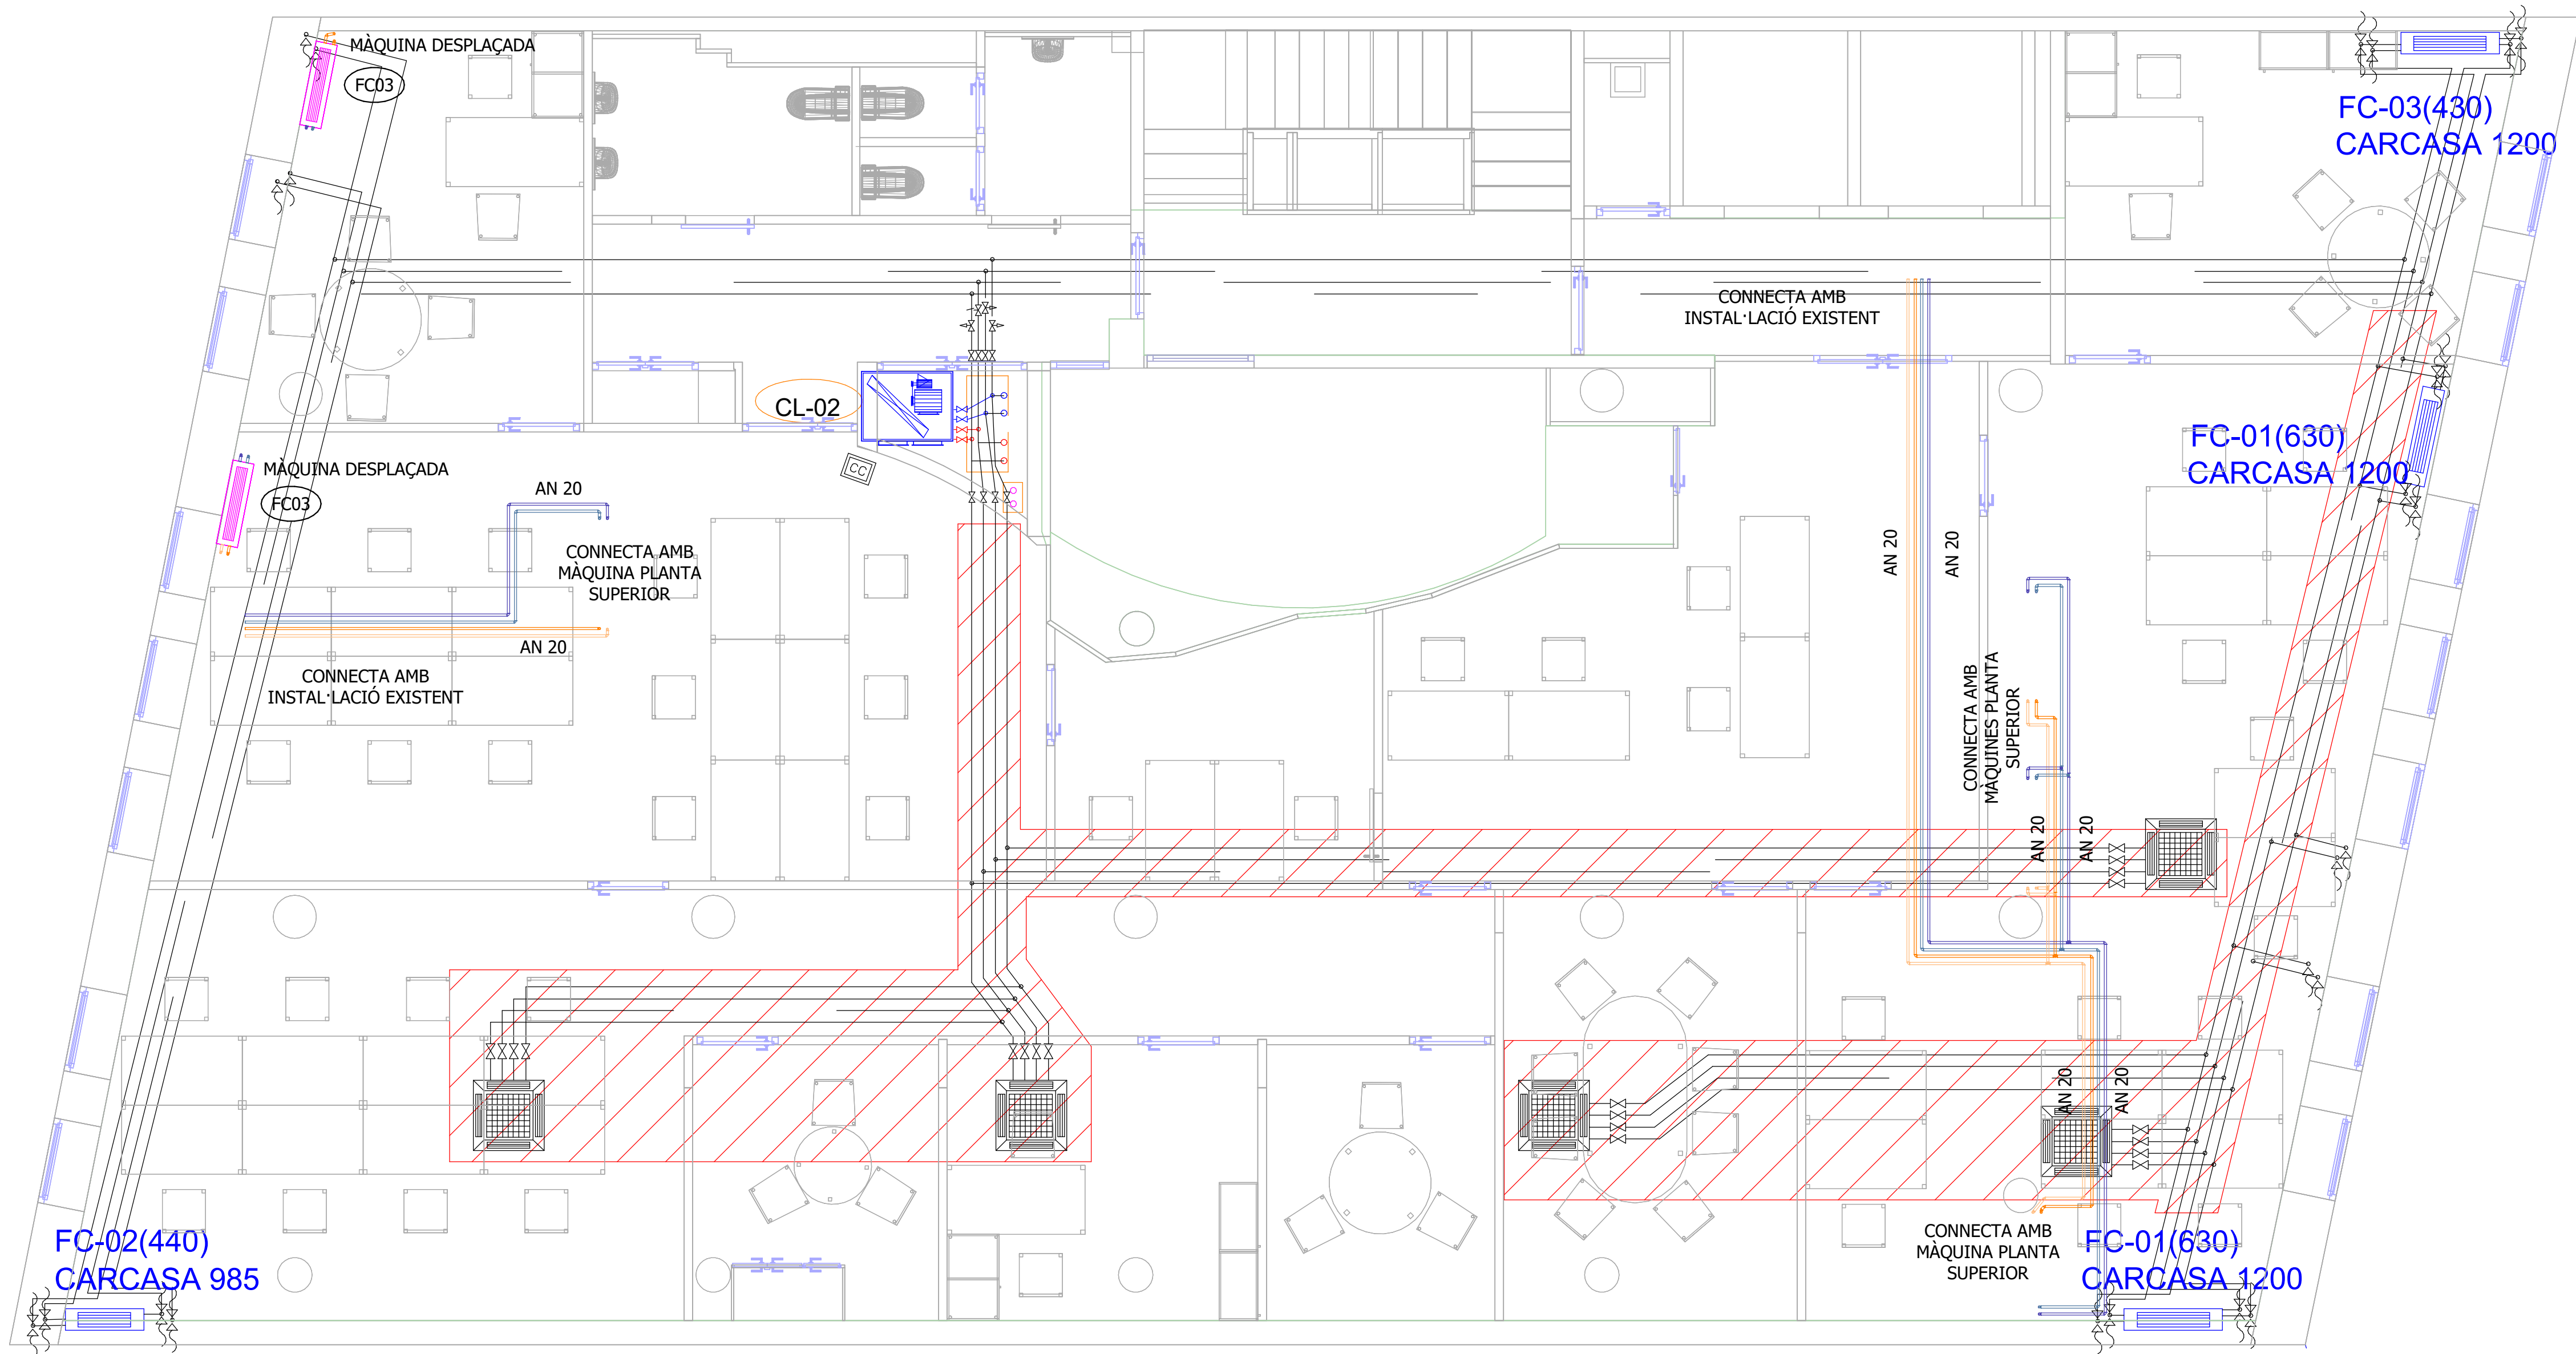 MÀQUINA DESPLAÇADA
FC03
FC-03(430)
CARCASA 1200
CONNECTA AMB
INSTAL·LACIÓ EXISTENT
CL-02
CC
FC-01(630)
CARCASA 1200
MÀQUINA DESPLAÇADA
FC03
AN 20
CONNECTA AMB
MÀQUINA PLANTA
SUPERIOR
AN 20
CONNECTA AMB
INSTAL·LACIÓ EXISTENT
AN 20
AN 20
CONNECTA AMB
MÀQUINES PLANTA
SUPERIOR
AN 20
AN 20
AN 20
AN 20
CONNECTA AMB
MÀQUINA PLANTA
SUPERIOR
FC-02(440)
CARCASA 985
FC-01(630)
CARCASA 1200